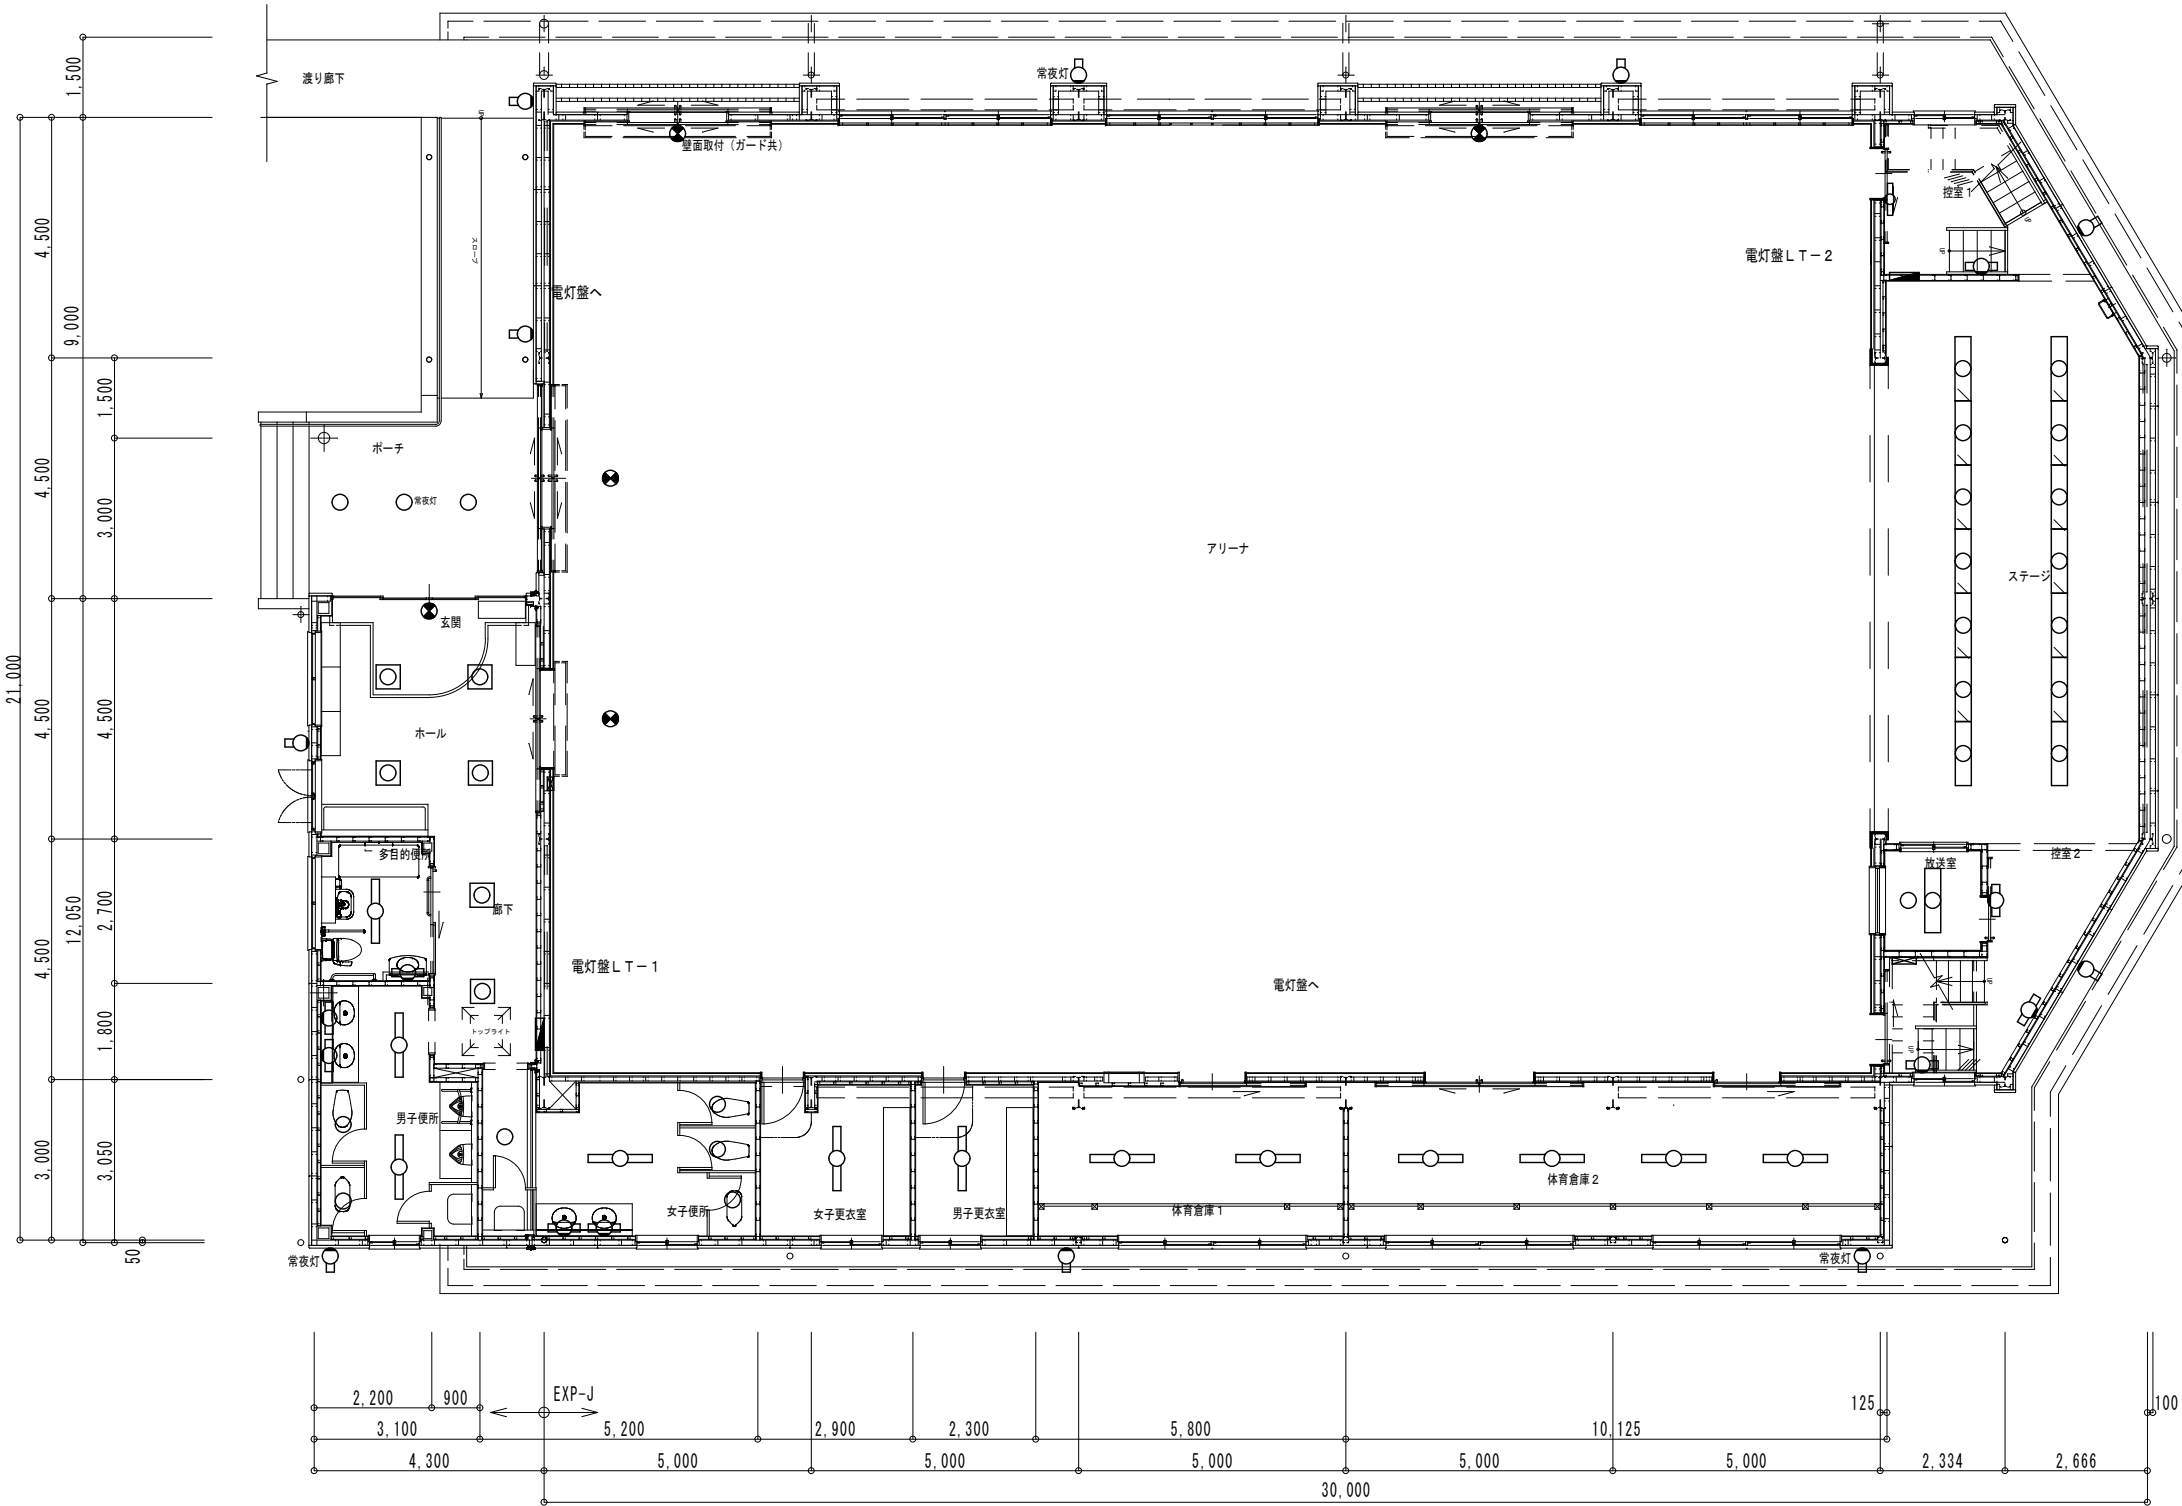 1,500
渡り廊下
常夜灯
壁面取付（ガード共）
UP
スロープ
控室１
UP
UP
電灯盤ＬＴ－２
電灯盤へ
4,500
9,000
1,500
ポーチ
常夜灯
4,500
3,000
アリーナ
ステージ
玄関
21,000
4,500
4,500
ホール
多目的便所
控室２
放送室
廊下
12,050
2,700
4,500
電灯盤ＬＴ－１
電灯盤へ
UP
トップライト
1,800
UP
男子便所
3,000
3,050
体育倉庫２
女子便所
女子更衣室
男子更衣室
体育倉庫１
50
常夜灯
常夜灯
2,200
900
EXP-J
125
100
3,100
5,200
2,900
2,300
5,800
10,125
4,300
5,000
5,000
5,000
5,000
5,000
2,334
2,666
30,000